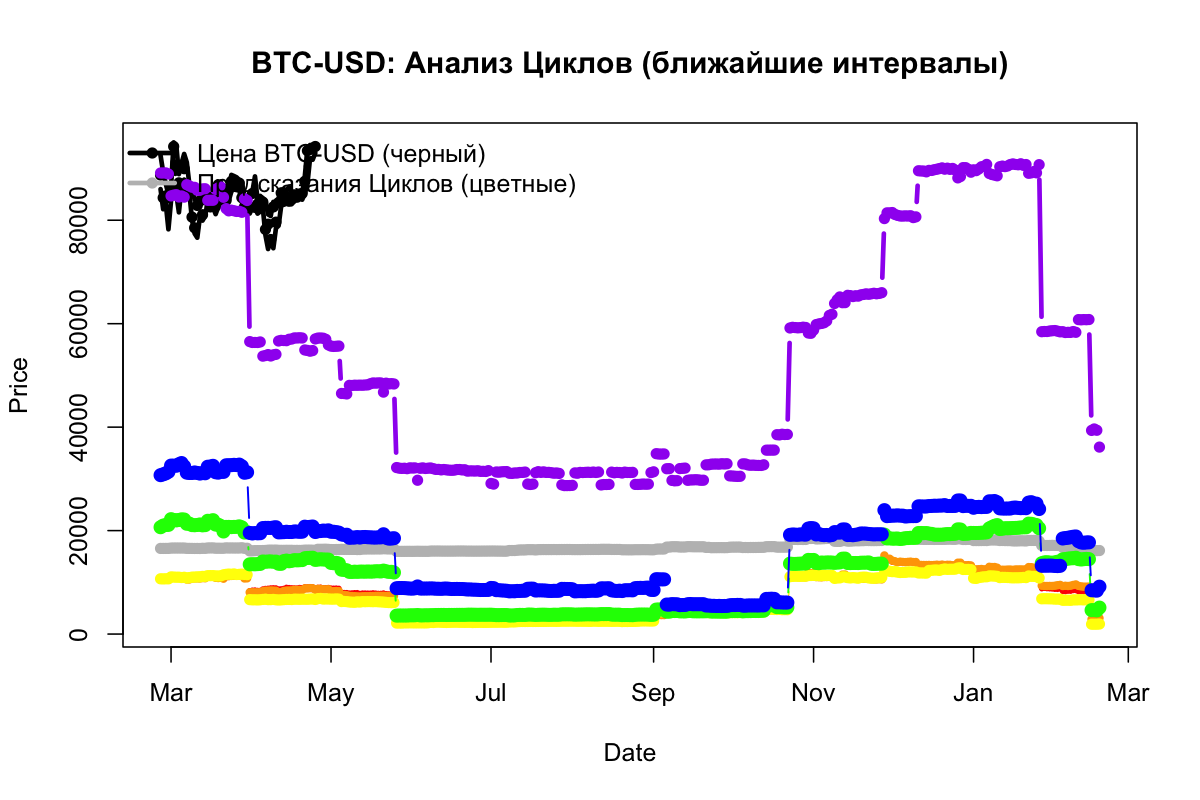 BTC-USD: Анализ Циклов (ближайшие интервалы)
Цена BTC-USD (черный)
Предсказания Циклов (цветные)
Price
80000
60000
40000
20000
0
Mar May Jul Sep Nov Jan Mar
Date